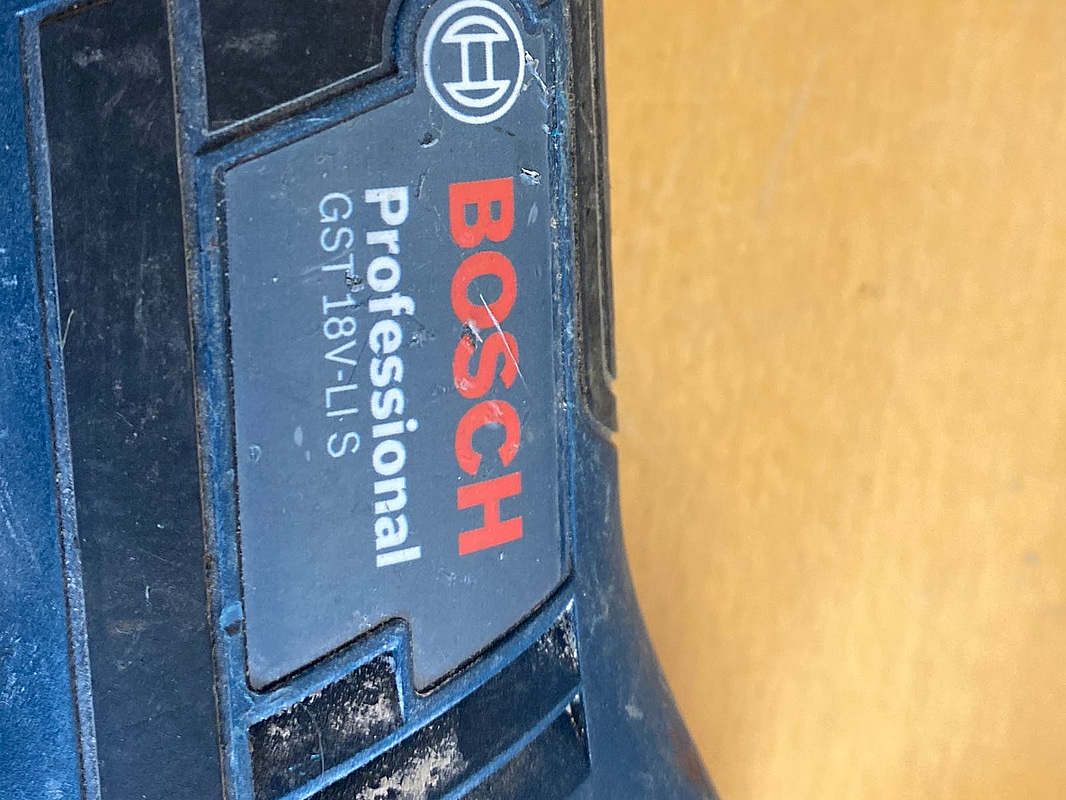 BOSCH
Professional
GST 18V-LI S